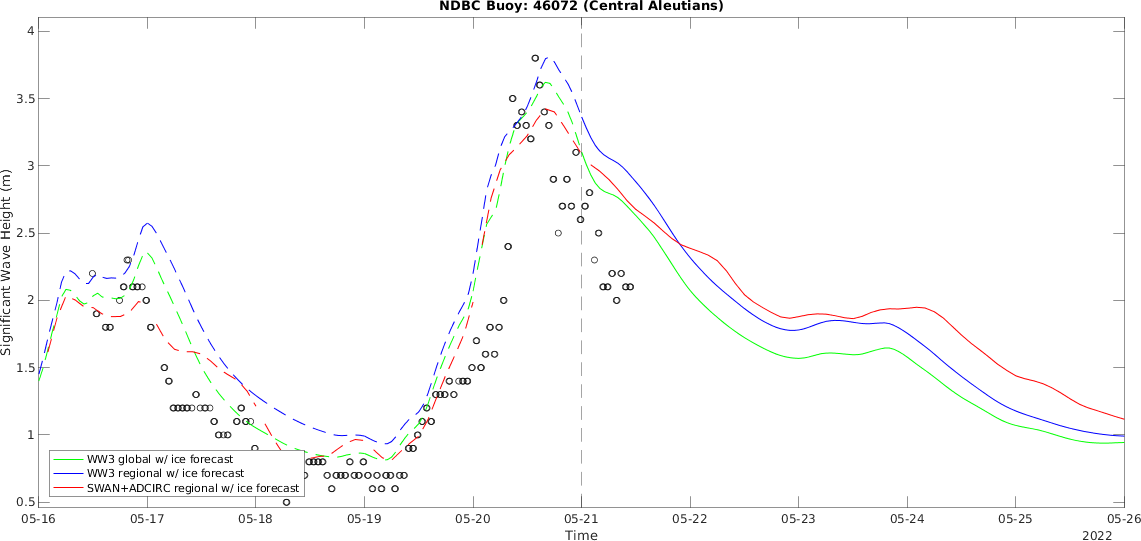 NDBC Buoy: 46072 (Central Aleutians)
4
3.5
3
2.5
2
1.5
1
0.5
Significant Wave Height (m)
WW3 global w/ ice forecast
WW3 regional w/ ice forecast
SWAN+ADCIRC regional w/ ice forecast
05-16 05-17 05-18 05-19 05-20 05-21 05-22 05-23 05-24 05-25 05-26
Time
2022